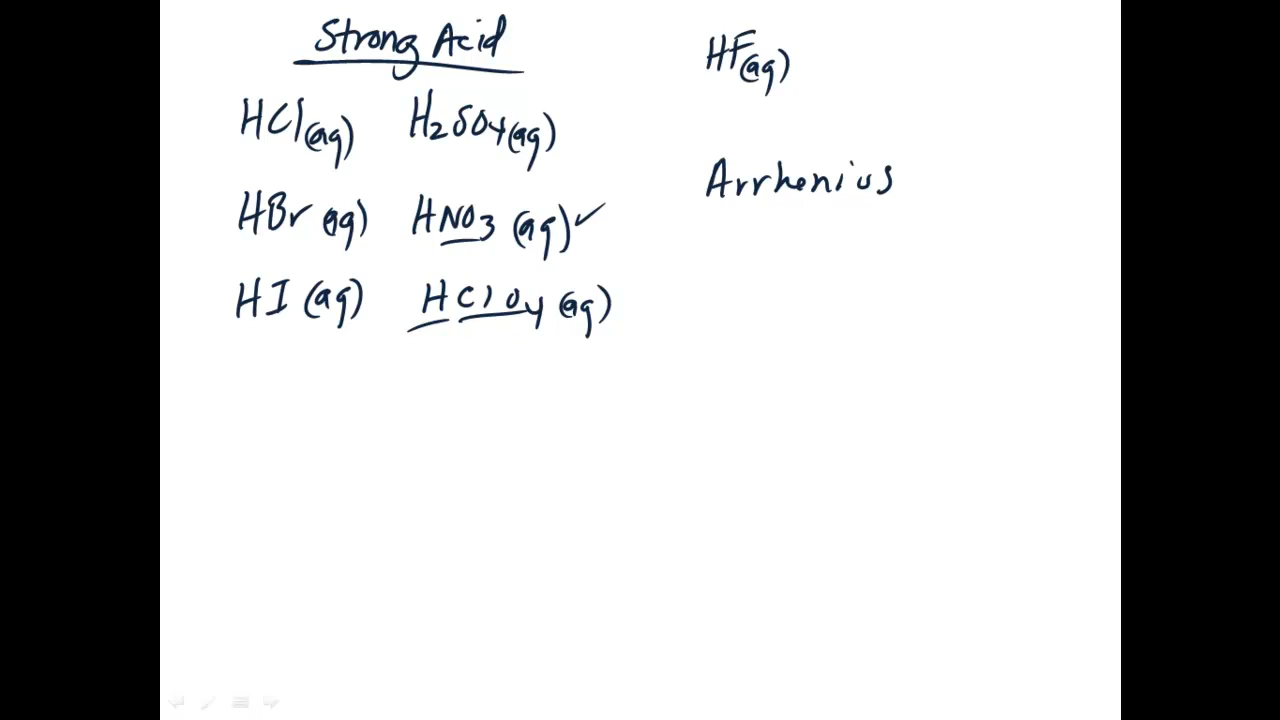 Strong Acid
HCl(aq) H₂SO₄(aq)
HBr (aq) HNO₃ (aq) ✓
HI (aq) HClO₄ (aq)
HF(aq)
Arrhenius